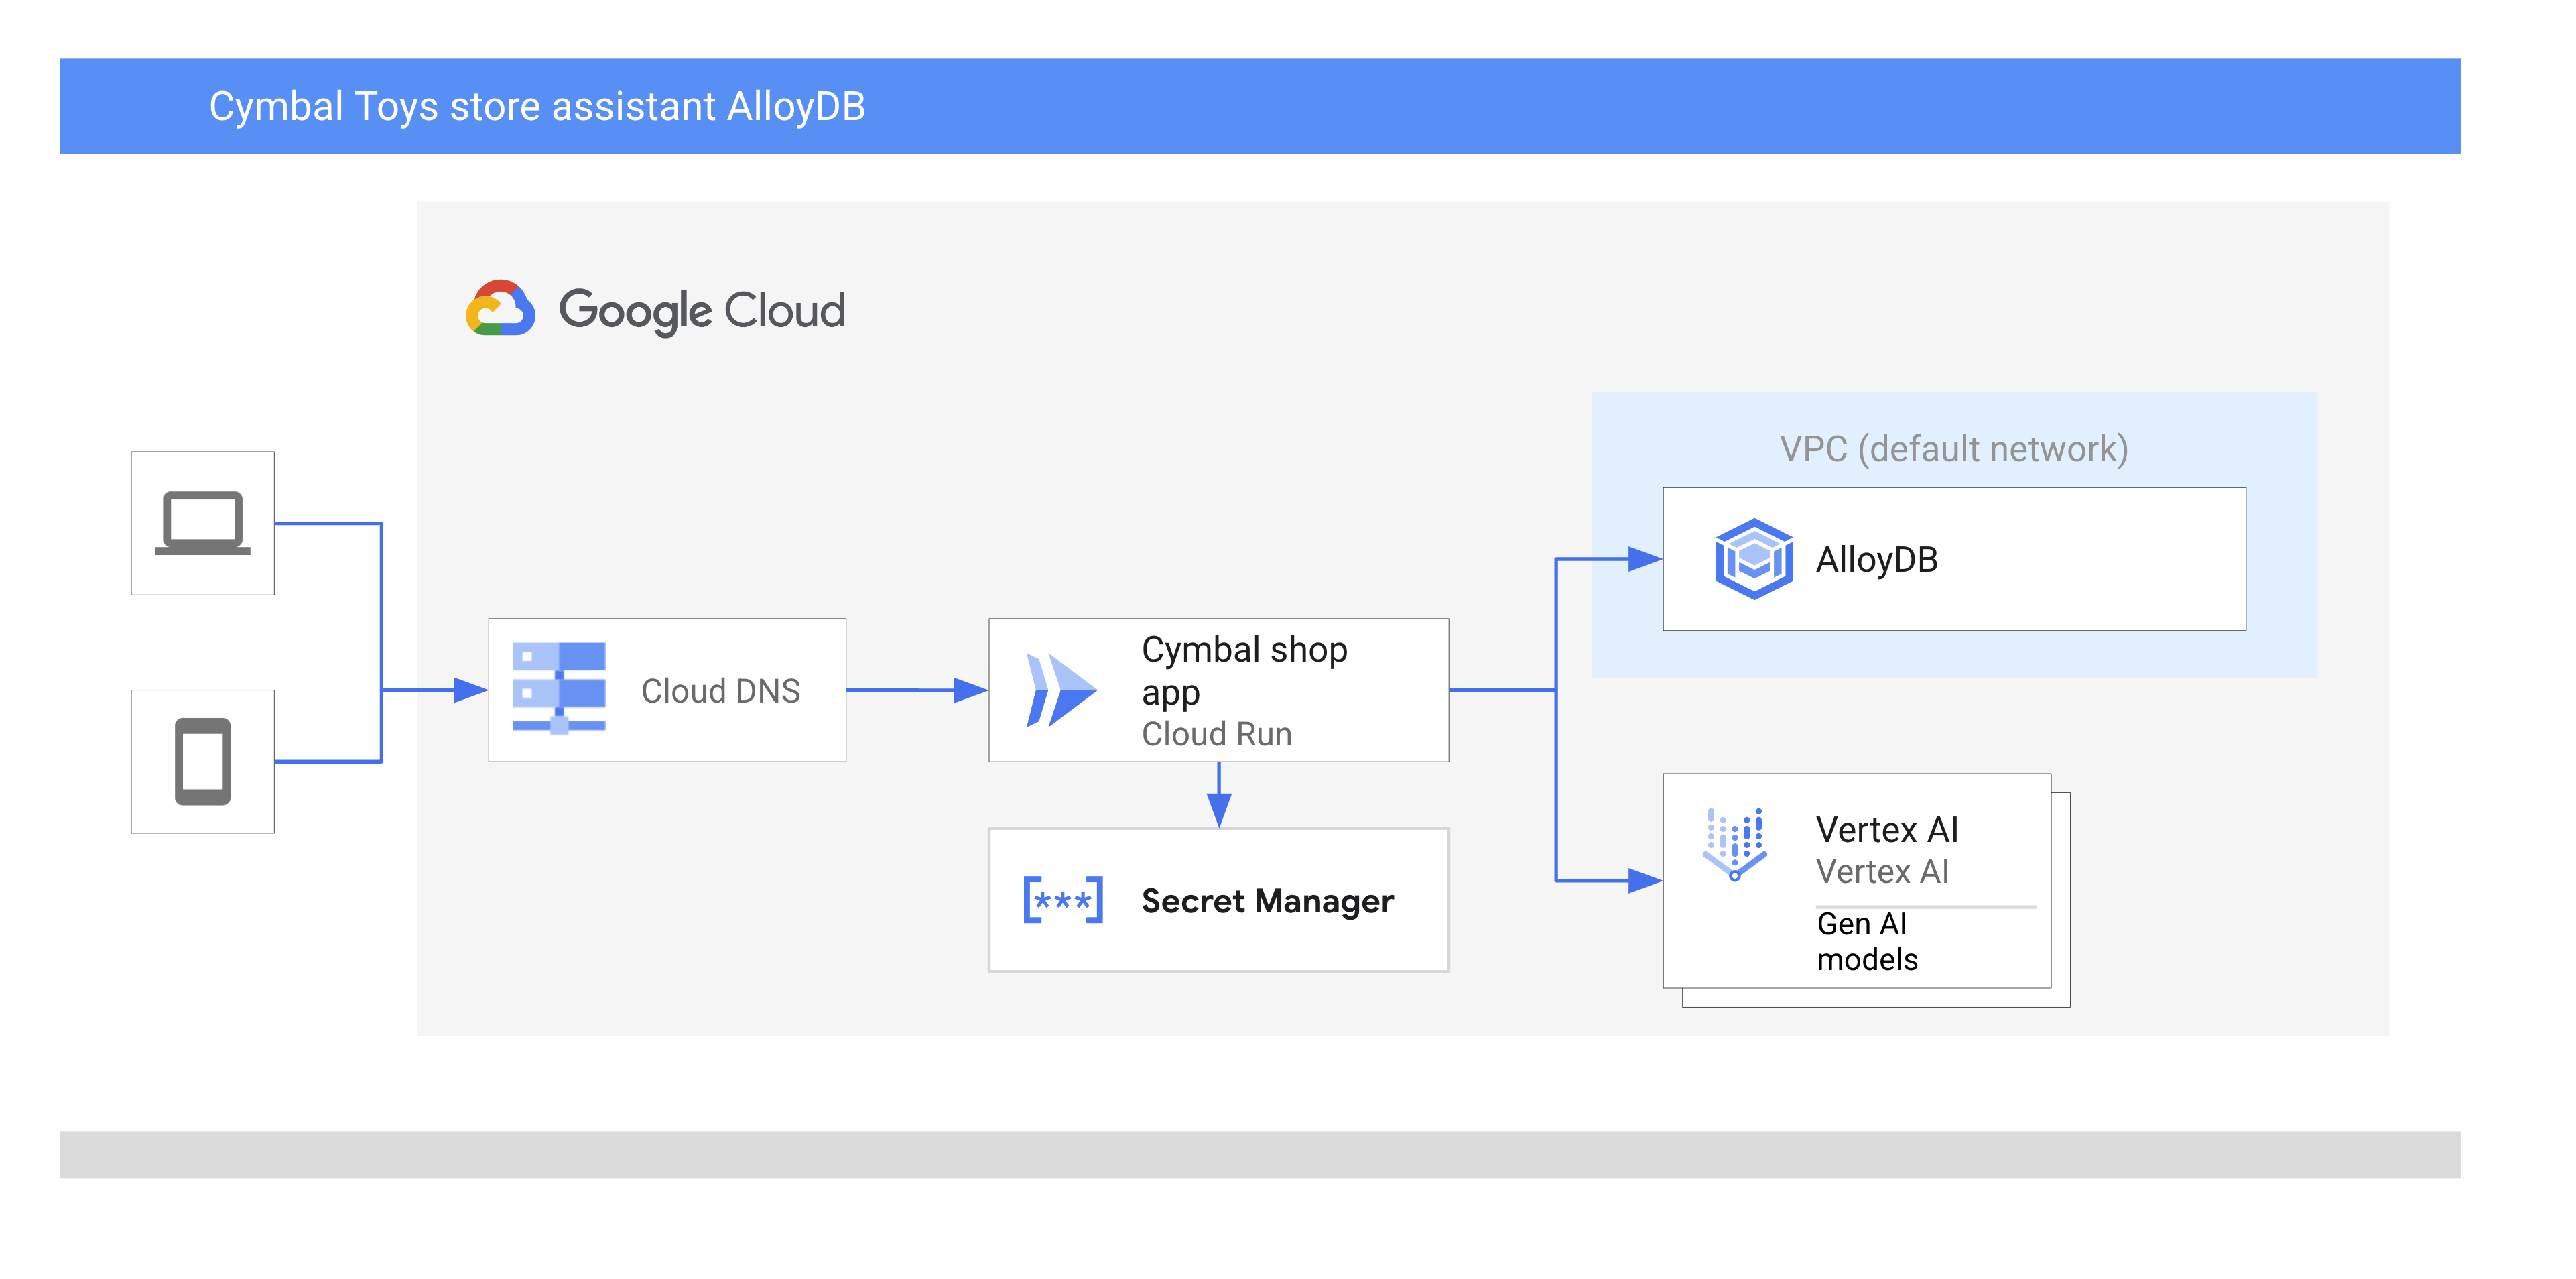 Cymbal Toys store assistant AlloyDB
Google Cloud
VPC (default network)
AlloyDB
Cloud DNS
Cymbal shop
app
Cloud Run
[***]
Secret Manager
Vertex AI
Vertex AI
Gen AI
models